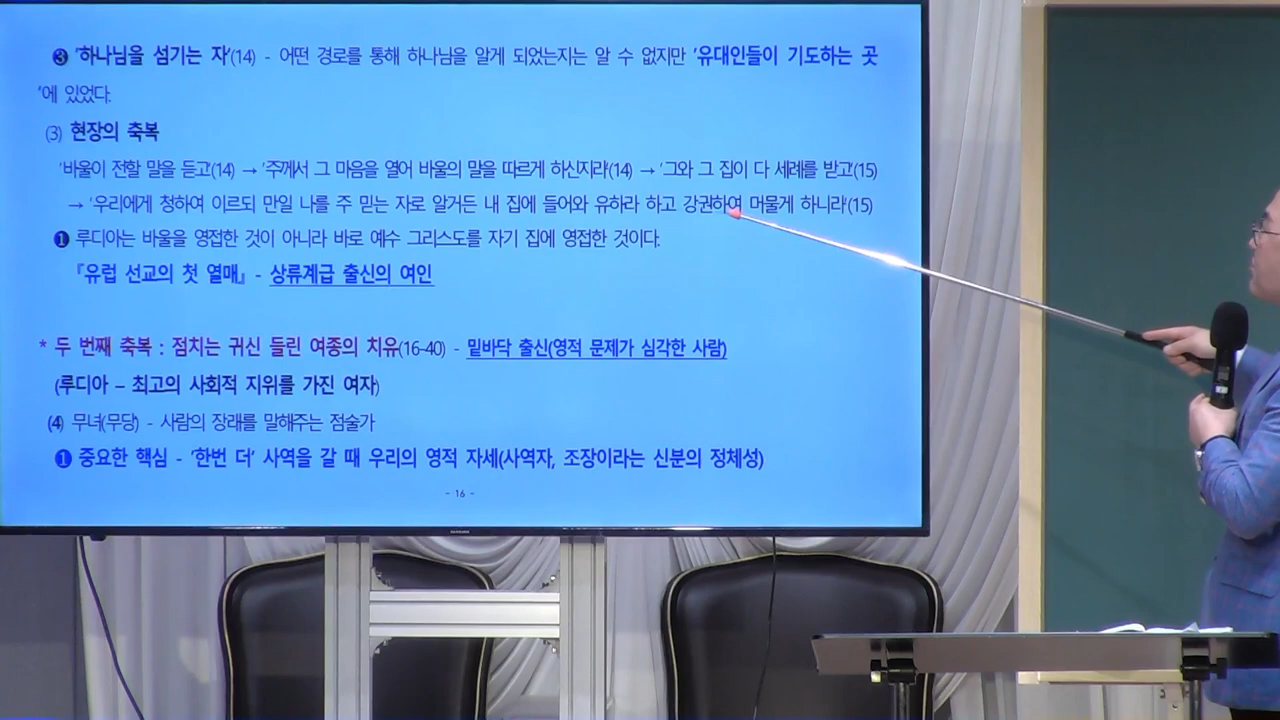 ❸ '하나님을 섬기는 자'(14) - 어떤 경로를 통해 하나님을 알게 되었는지는 알 수 없지만 '유대인들이 기도하는 곳
'에 있었다.
(3) 현장의 축복
'바울이 전할 말을 듣고'(14) → '주께서 그 마음을 열어 바울의 말을 따르게 하신지라'(14) → '그와 그 집이 다 세례를 받고'(15)
→ '우리에게 청하여 이르되 만일 나를 주 믿는 자로 알거든 내 집에 들어와 유하라 하고 강권하여 머물게 하니라'(15)
❶ 루디아는 바울을 영접한 것이 아니라 바로 예수 그리스도를 자기 집에 영접한 것이다.
『유럽 선교의 첫 열매』 - 상류계급 출신의 여인
* 두 번째 축복 : 점치는 귀신 들린 여종의 치유(16-40) - 밑바닥 출신(영적 문제가 심각한 사람)
(루디아 – 최고의 사회적 지위를 가진 여자)
(4) 무녀(무당) - 사람의 장래를 말해주는 점술가
❶ 중요한 핵심 - '한번 더' 사역을 갈 때 우리의 영적 자세(사역자, 조장이라는 신분의 정체성)
- 16 -
SAMSUNG